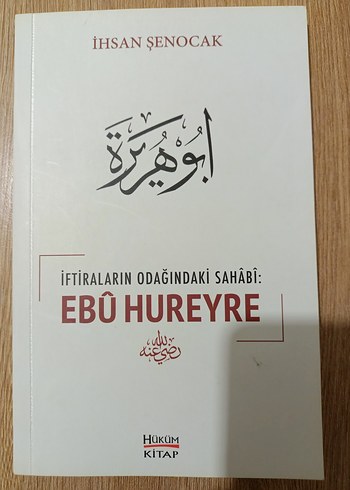 İHSAN ŞENOCAK
أبو هريرة
İFTİRALARIN ODAĞINDAKİ SAHÂBÎ:
EBÛ HUREYRE
رضي الله عنه
HÜKÜM
KİTAP